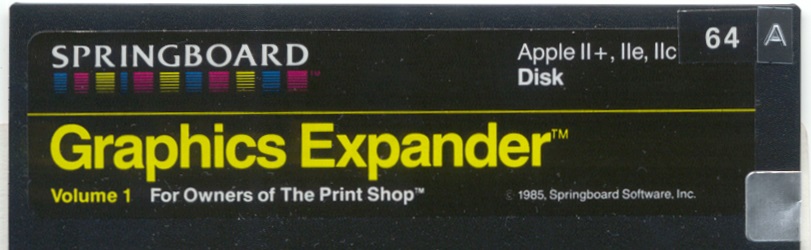 SPRINGBOARD™
Apple II+, IIe, IIc
Disk
64
A
Graphics Expander™
Volume 1 For Owners of The Print Shop™
© 1985, Springboard Software, Inc.